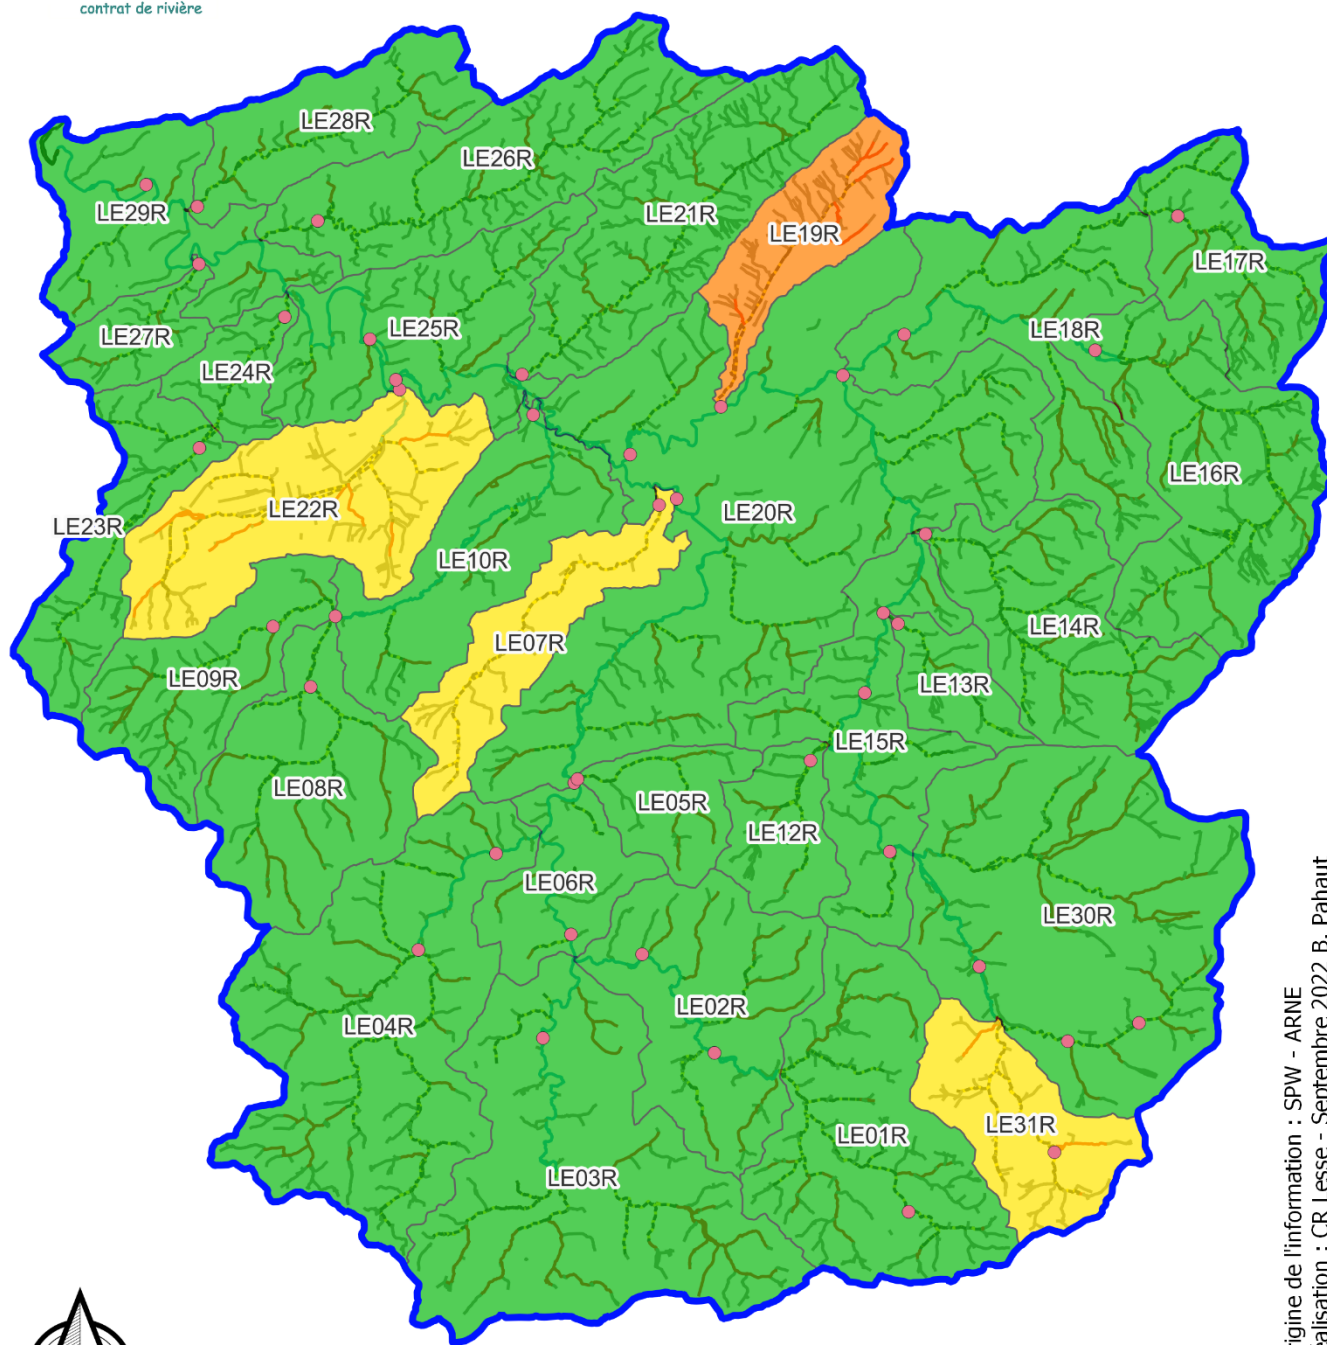 contrat de rivière
LE28R
LE26R
LE29R
LE21R
LE19R
LE17R
LE27R
LE25R
LE18R
LE24R
LE16R
LE22R
LE20R
LE23R
LE10R
LE14R
LE07R
LE09R
LE13R
LE15R
LE08R
LE05R
LE12R
LE06R
LE30R
LE02R
LE04R
LE31R
LE01R
LE03R
rigine de l'information : SPW - ARNE
éalisation : CR Lesse - Septembre 2022 B. Pahaut